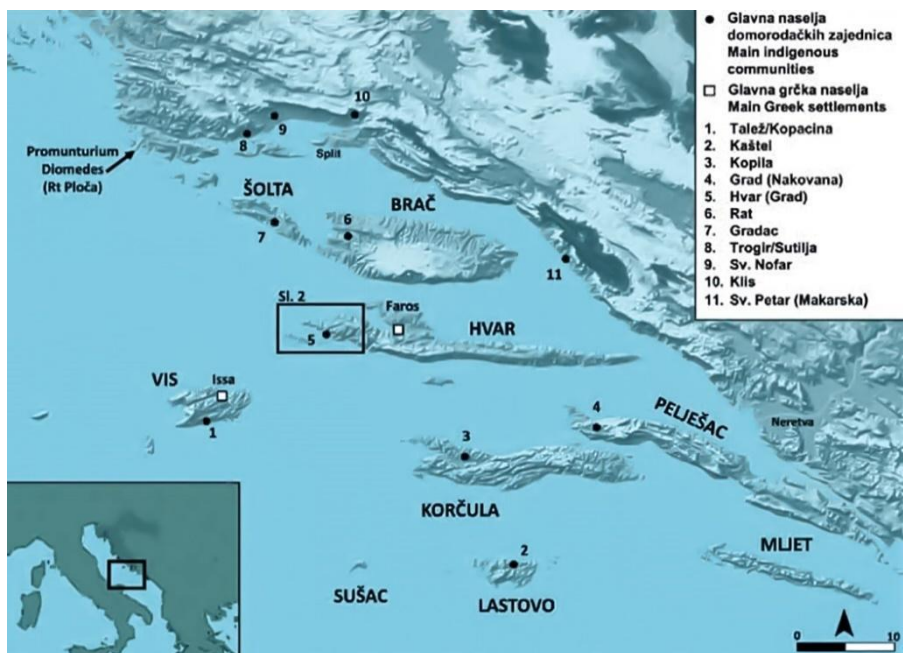 Glavna naselja
domorodačkih zajednica
Main indigenous
communities
Glavna grčka naselja
Main Greek settlements
1. Talež/Kopacina
2. Kaštel
3. Kopila
4. Grad (Nakovana)
5. Hvar (Grad)
6. Rat
7. Gradac
8. Trogir/Sutilja
9. Sv. Nofar
10. Klis
11. Sv. Petar (Makarska)
10
9
8
Split
Promunturium
Diomedes
(Rt Ploča)
ŠOLTA
BRAČ
6
7
11
Sl. 2
Faros
HVAR
5
VIS
Issa
1
4
PELJEŠAC
Neretva
3
KORČULA
2
MLJET
SUŠAC
LASTOVO
0
10